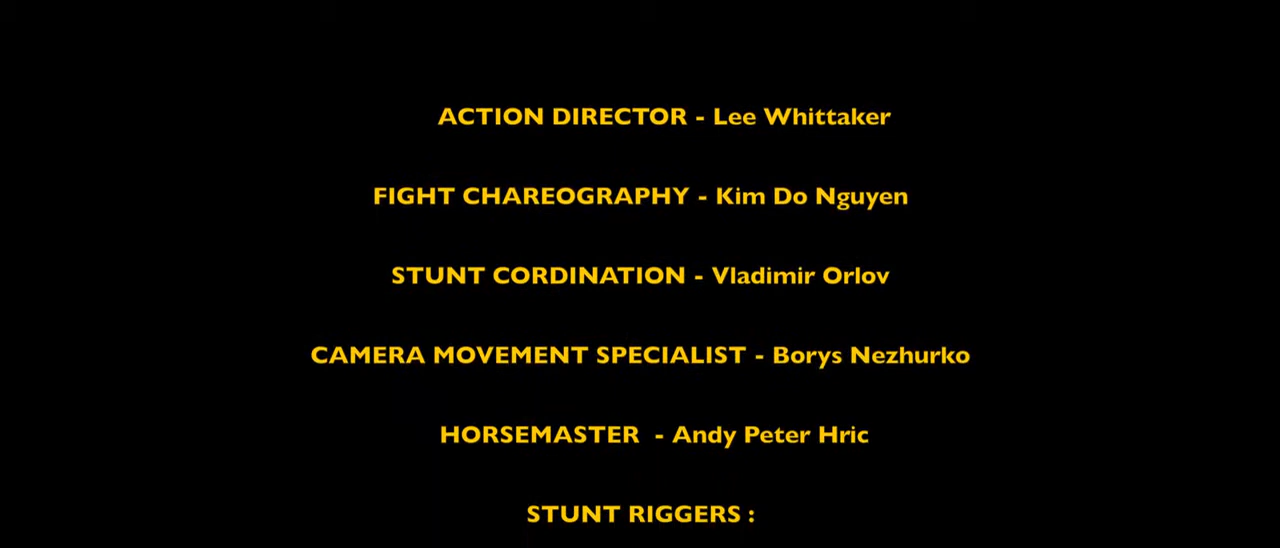 ACTION DIRECTOR - Lee Whittaker
FIGHT CHAREOGRAPHY - Kim Do Nguyen
STUNT CORDINATION - Vladimir Orlov
CAMERA MOVEMENT SPECIALIST - Borys Nezhurko
HORSEMASTER - Andy Peter Hric
STUNT RIGGERS :